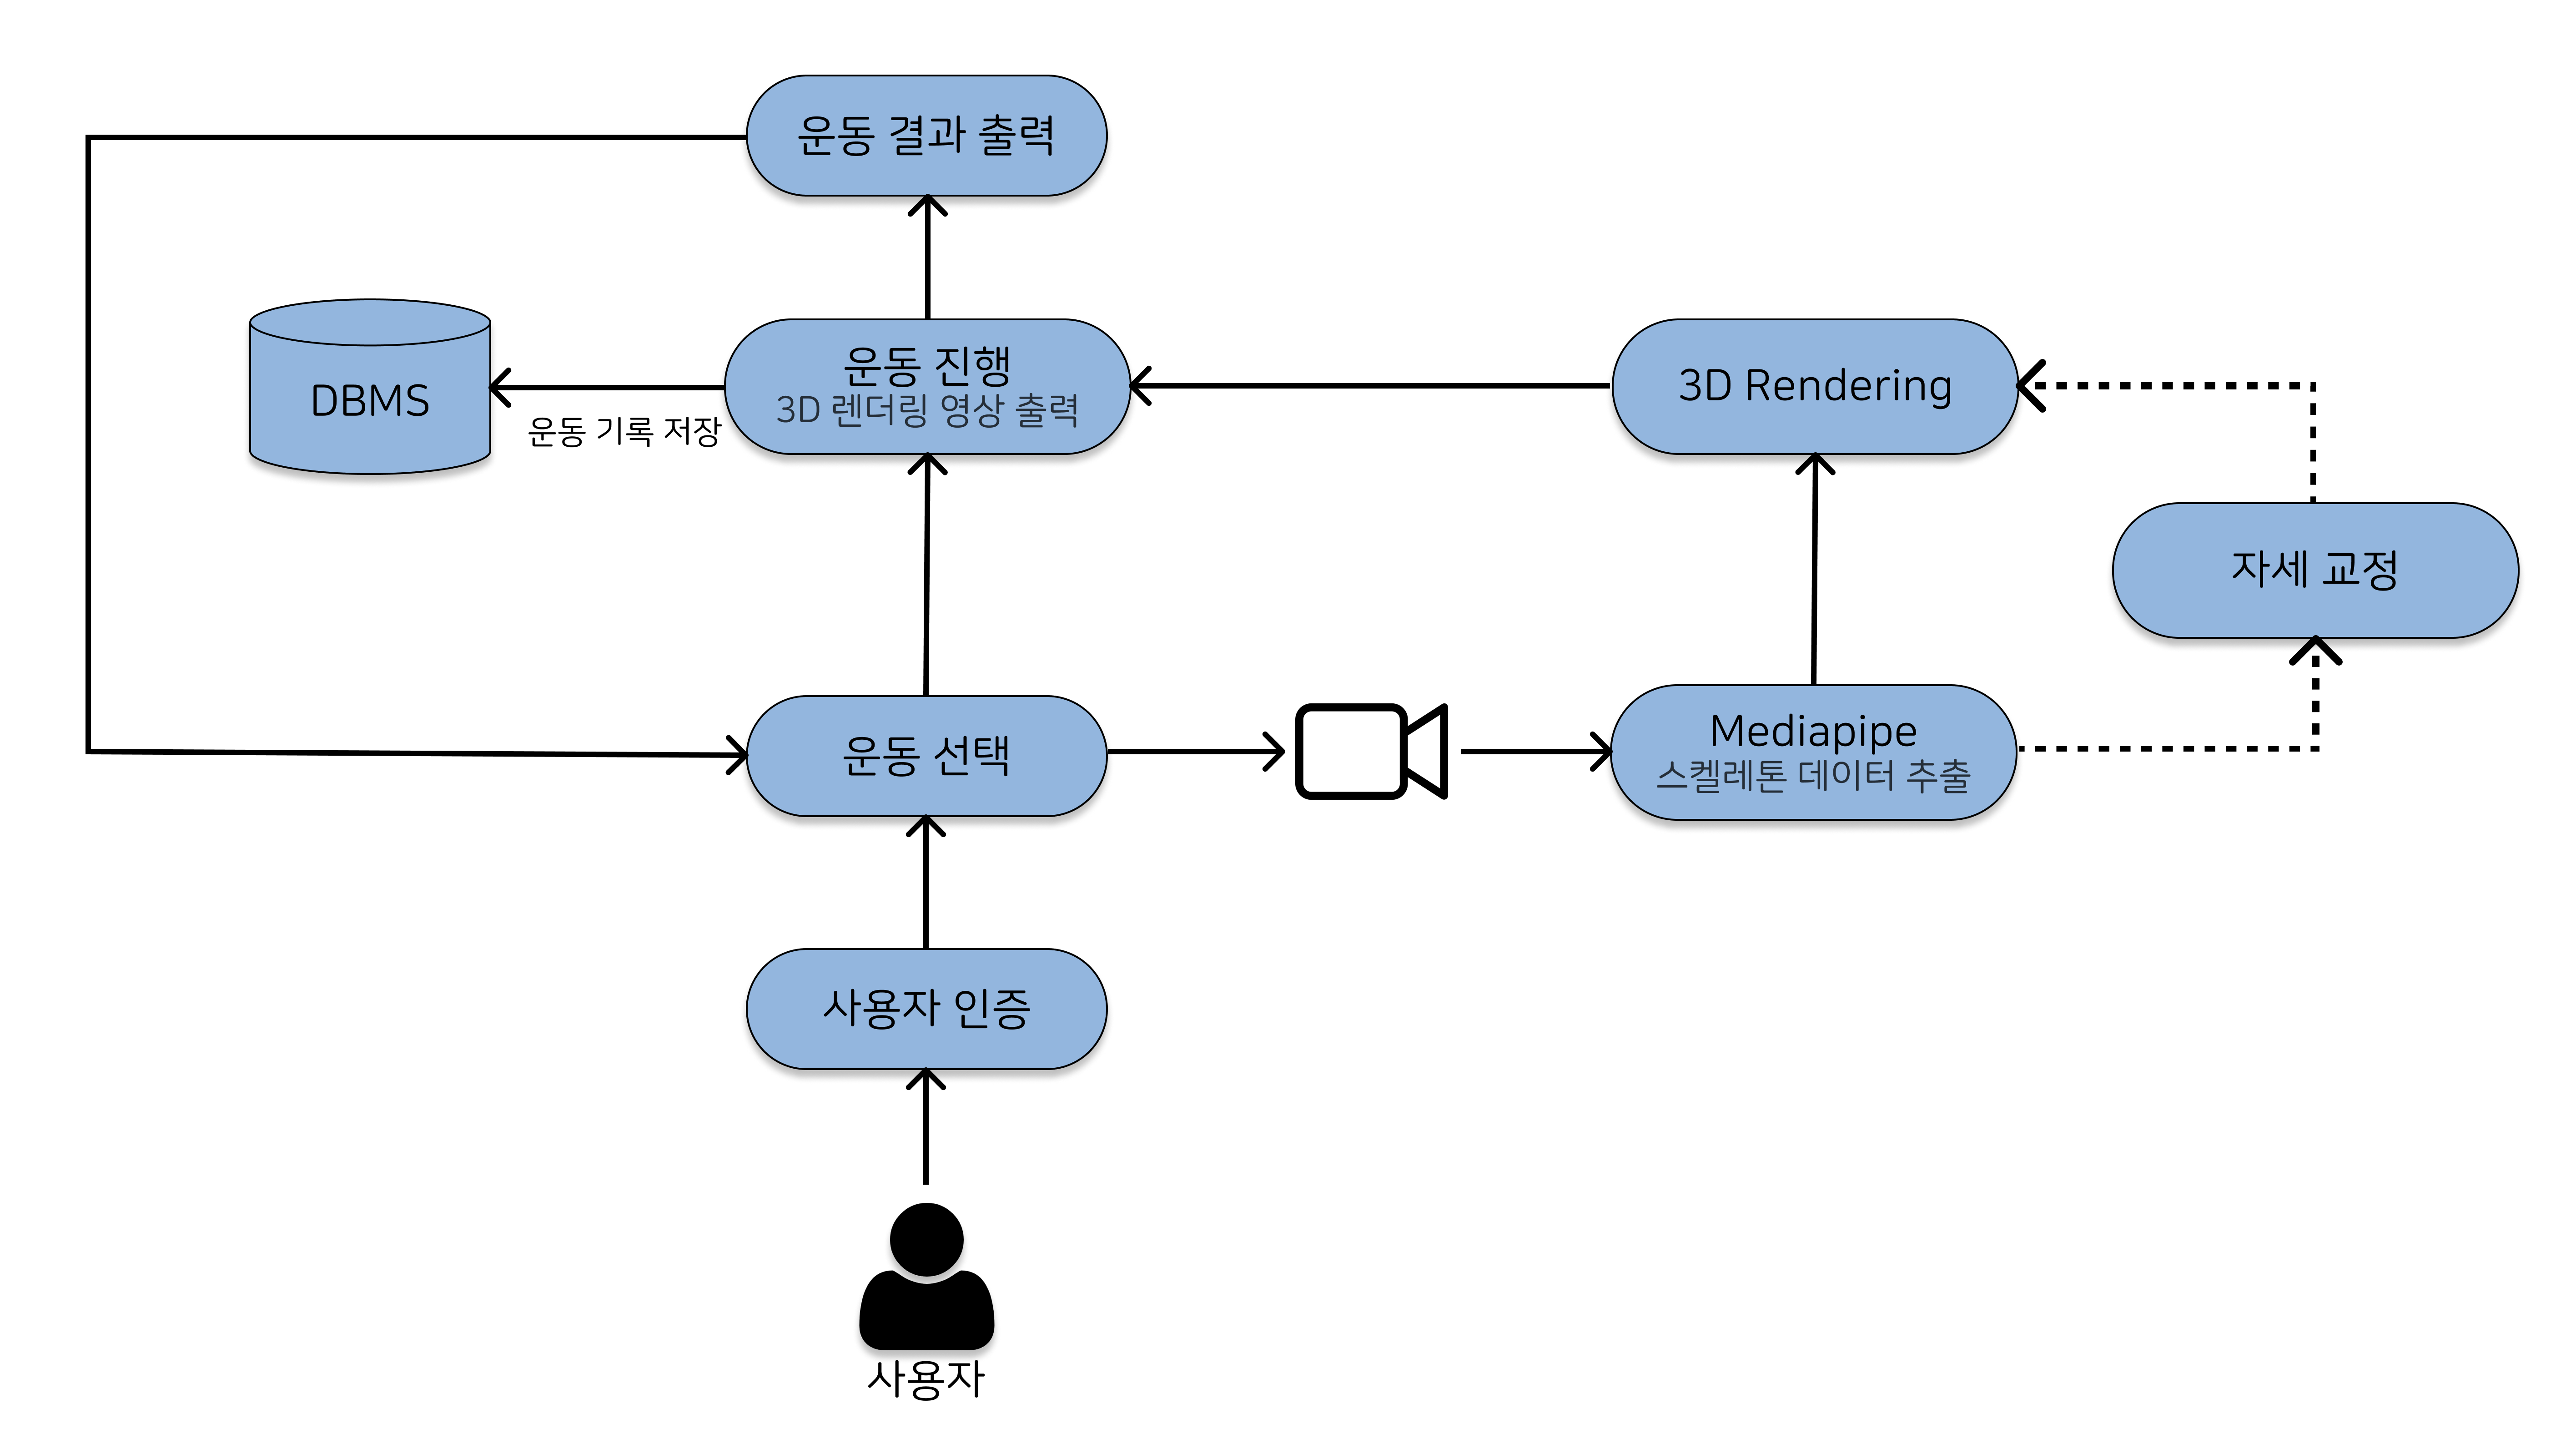 운동 결과 출력
DBMS
운동 기록 저장
운동 진행
3D 렌더링 영상 출력
3D Rendering
자세 교정
운동 선택
Mediapipe
스켈레톤 데이터 추출
사용자 인증
사용자